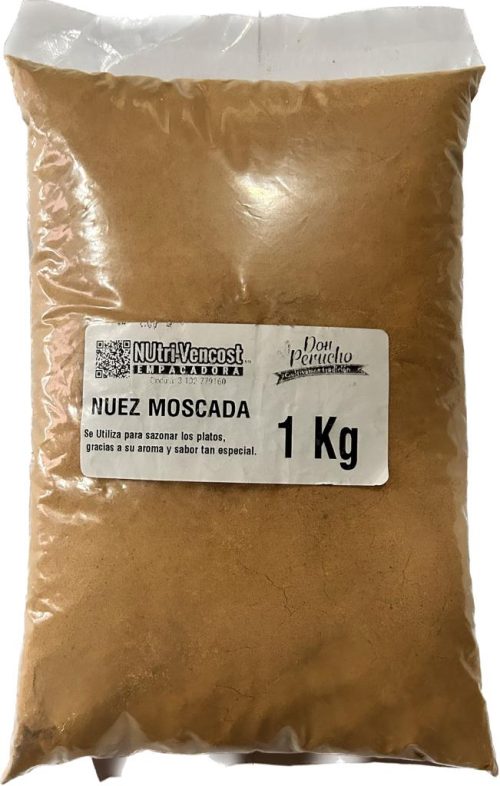 NUtri-Vencost
EMPACADORA
Don
Perucho
NUEZ MOSCADA
1 Kg
Se Utiliza para sazonar los platos,
gracias a su aroma y sabor tan especial.